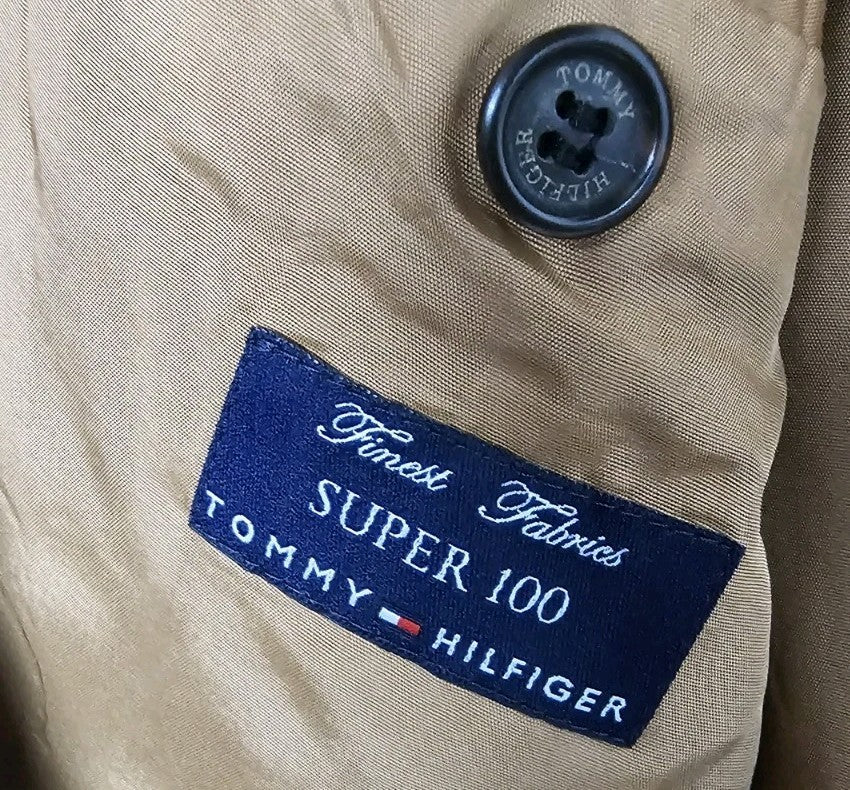 TOMMY
HILFIGER
Finest Fabrics
SUPER 100
TOMMY HILFIGER